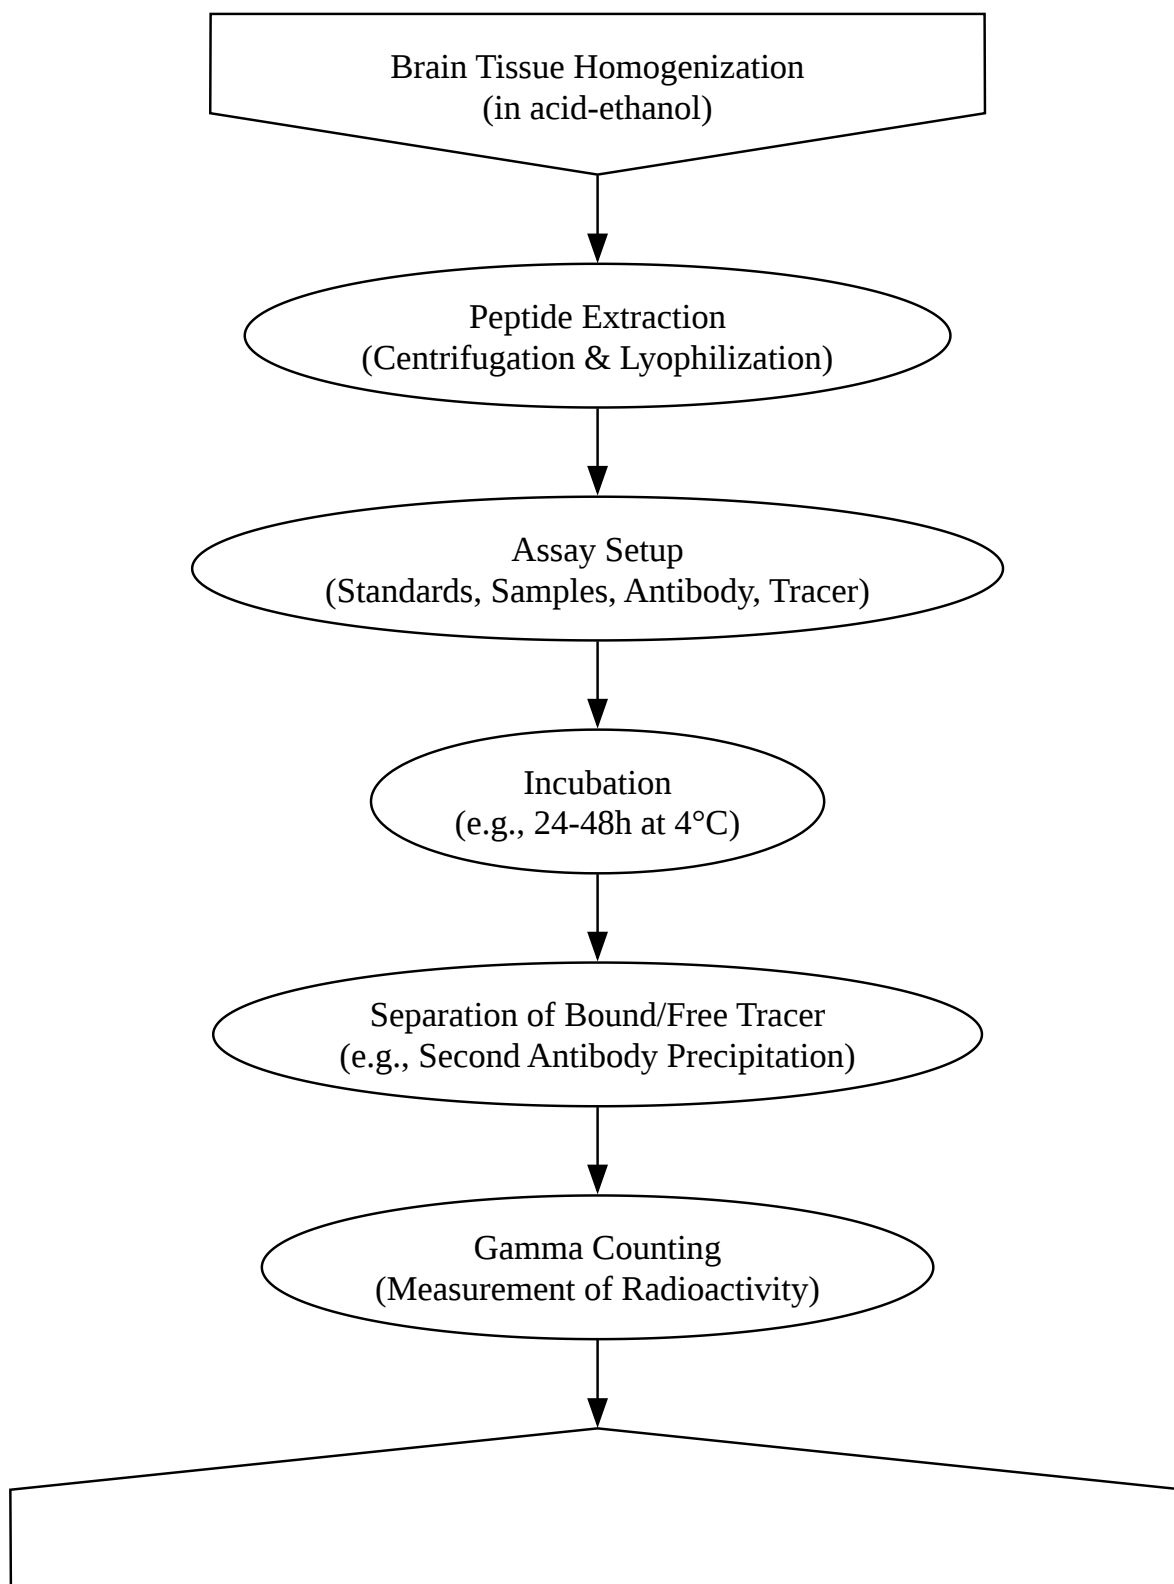 Brain Tissue Homogenization
(in acid-ethanol)
Peptide Extraction
(Centrifugation & Lyophilization)
Assay Setup
(Standards, Samples, Antibody, Tracer)
Incubation
(e.g., 24-48h at 4°C)
Separation of Bound/Free Tracer
(e.g., Second Antibody Precipitation)
Gamma Counting
(Measurement of Radioactivity)